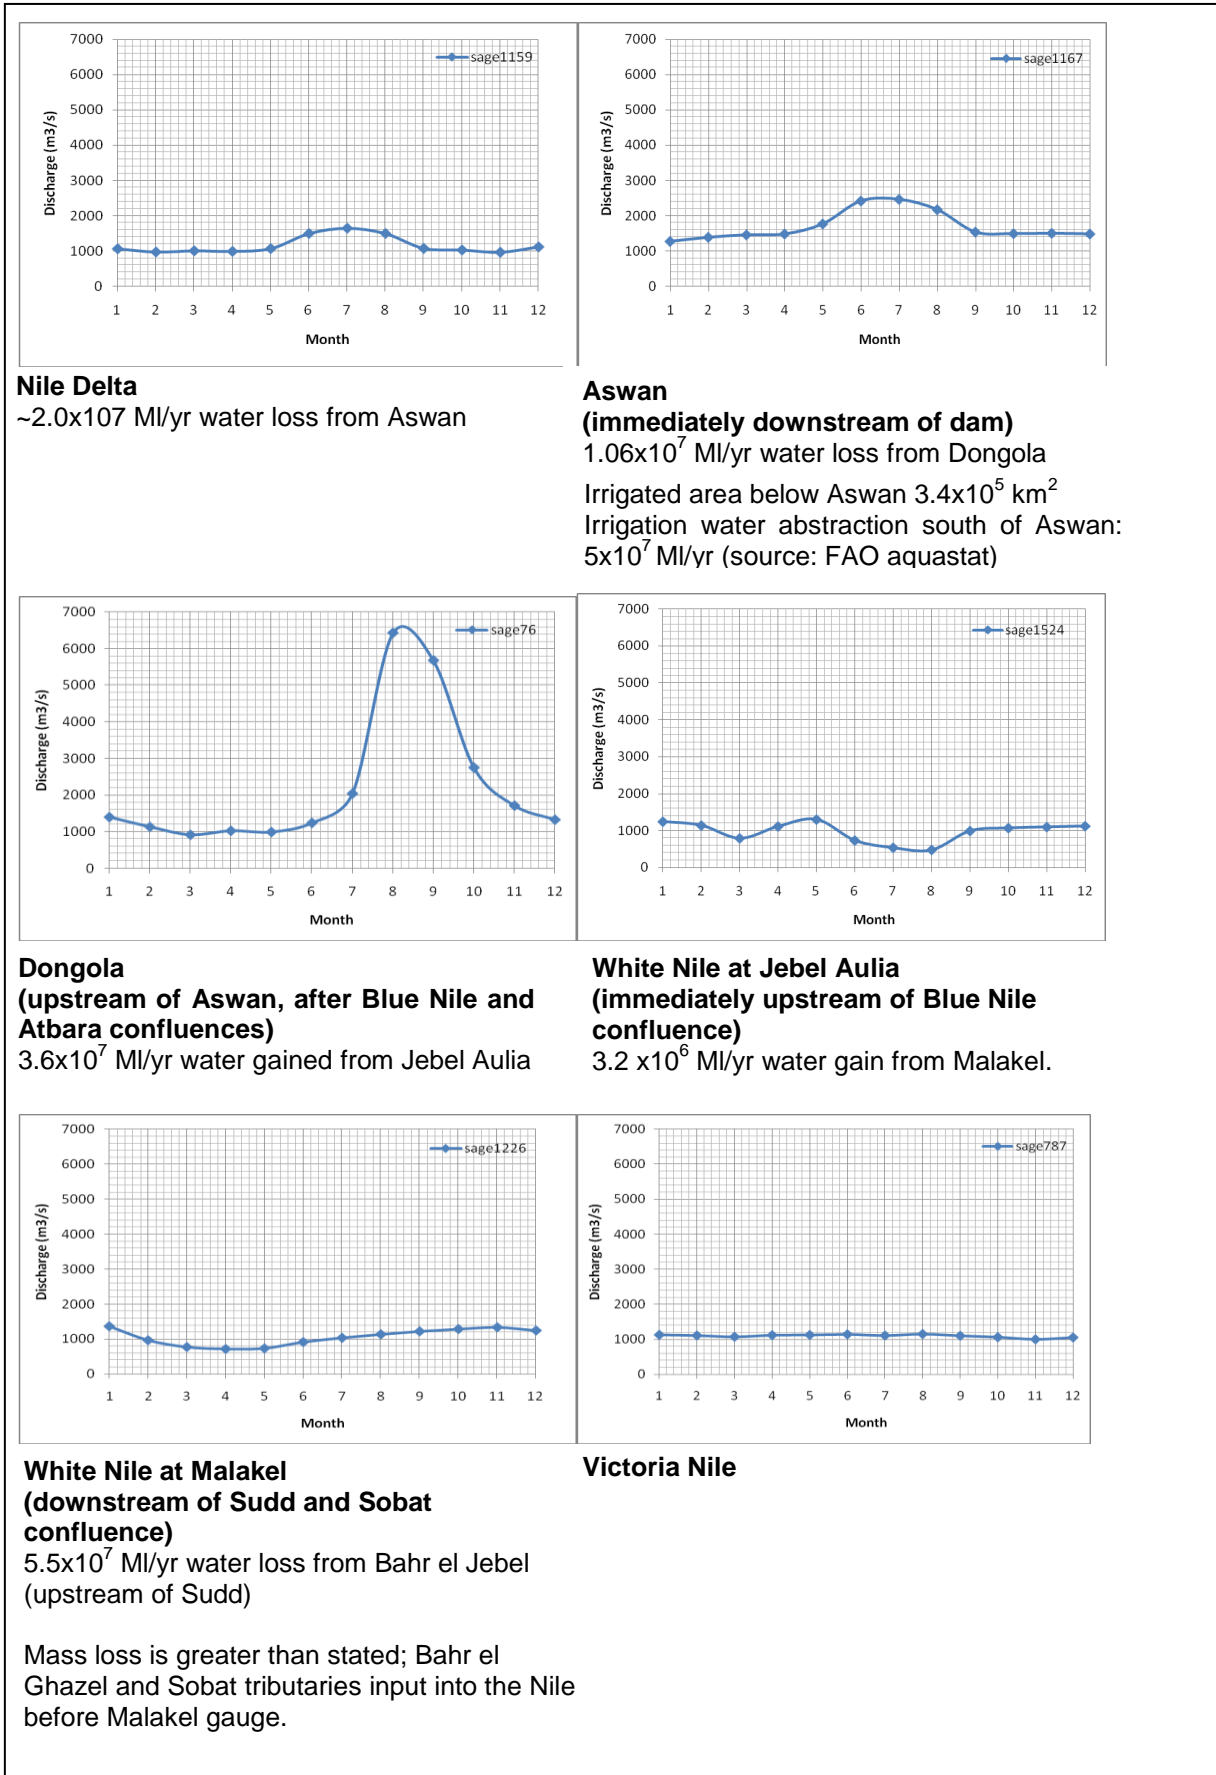 7000
6000
5000
4000
3000
2000
1000
0
Discharge (m3/s)
sage1159
1 2 3 4 5 6 7 8 9 10 11 12
Month
Nile Delta
~2.0x107 Ml/yr water loss from Aswan
7000
6000
5000
4000
3000
2000
1000
0
Discharge (m3/s)
sage1167
1 2 3 4 5 6 7 8 9 10 11 12
Month
Aswan
(immediately downstream of dam)
1.06x10⁷ Ml/yr water loss from Dongola
Irrigated area below Aswan 3.4x10⁵ km²
Irrigation water abstraction south of Aswan:
5x10⁷ Ml/yr (source: FAO aquastat)
7000
6000
5000
4000
3000
2000
1000
0
Discharge (m3/s)
sage76
1 2 3 4 5 6 7 8 9 10 11 12
Month
Dongola
(upstream of Aswan, after Blue Nile and
Atbara confluences)
3.6x10⁷ Ml/yr water gained from Jebel Aulia
7000
6000
5000
4000
3000
2000
1000
0
Discharge (m3/s)
sage1524
1 2 3 4 5 6 7 8 9 10 11 12
Month
White Nile at Jebel Aulia
(immediately upstream of Blue Nile
confluence)
3.2 x10⁶ Ml/yr water gain from Malakel.
7000
6000
5000
4000
3000
2000
1000
0
Discharge (m3/s)
sage1226
1 2 3 4 5 6 7 8 9 10 11 12
Month
White Nile at Malakel
(downstream of Sudd and Sobat
confluence)
5.5x10⁷ Ml/yr water loss from Bahr el Jebel
(upstream of Sudd)
Mass loss is greater than stated; Bahr el
Ghazel and Sobat tributaries input into the Nile
before Malakel gauge.
7000
6000
5000
4000
3000
2000
1000
0
Discharge (m3/s)
sage787
1 2 3 4 5 6 7 8 9 10 11 12
Month
Victoria Nile